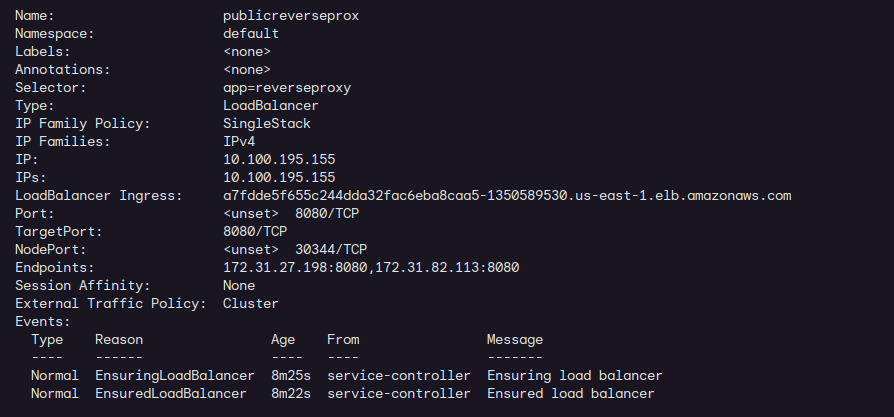 Name:                     publicreverseprox
Namespace:                default
Labels:                   <none>
Annotations:              <none>
Selector:                 app=reverseproxy
Type:                     LoadBalancer
IP Family Policy:         SingleStack
IP Families:              IPv4
IP:                       10.100.195.155
IPs:                      10.100.195.155
LoadBalancer Ingress:     a7fdde5f655c244dda32fac6eba8caa5-1350589530.us-east-1.elb.amazonaws.com
Port:                     <unset>  8080/TCP
TargetPort:               8080/TCP
NodePort:                 <unset>  30344/TCP
Endpoints:                172.31.27.198:8080,172.31.82.113:8080
Session Affinity:         None
External Traffic Policy:  Cluster
Events:
  Type    Reason                Age    From                Message
  ----    ------                ----   ----                -------
  Normal  EnsuringLoadBalancer  8m25s  service-controller  Ensuring load balancer
  Normal  EnsuredLoadBalancer   8m22s  service-controller  Ensured load balancer